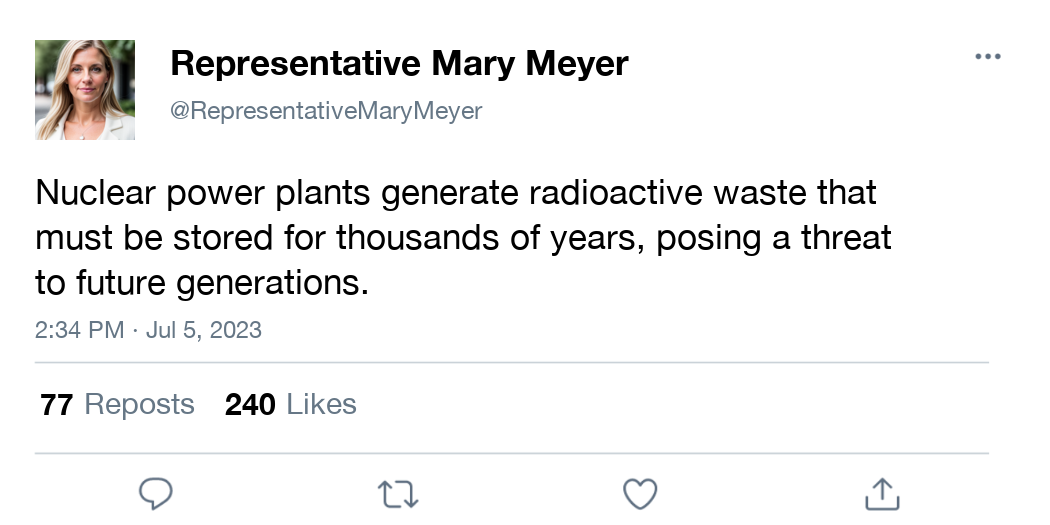 Representative Mary Meyer
@RepresentativeMaryMeyer
Nuclear power plants generate radioactive waste that
must be stored for thousands of years, posing a threat
to future generations.
2:34 PM · Jul 5, 2023
77 Reposts 240 Likes